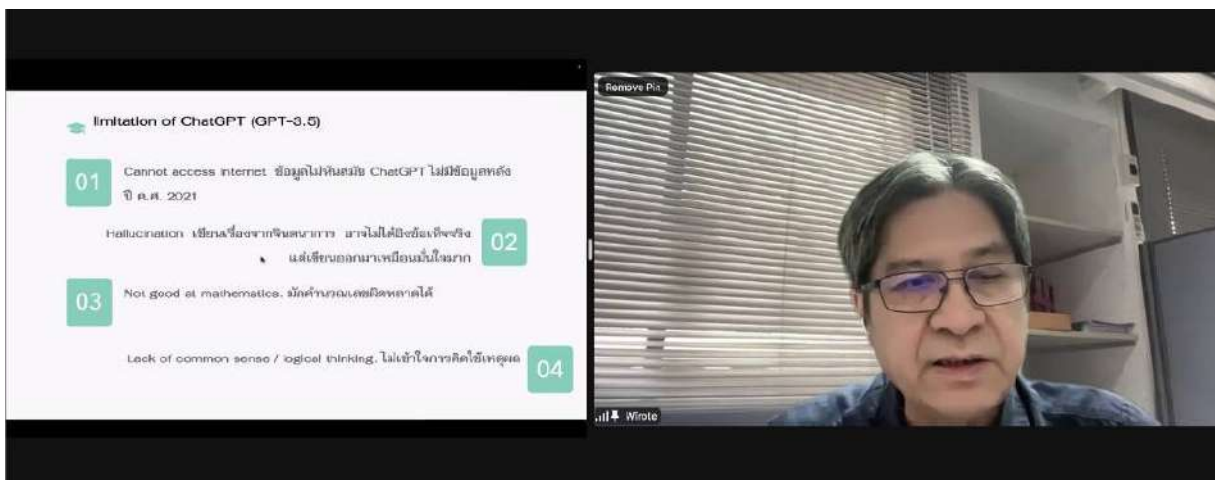 limitation of ChatGPT (GPT-3.5)
01
Cannot access internet ข้อมูลไม่ทันสมัย ChatGPT ไม่มีข้อมูลหลัง
ปี ค.ศ. 2021
Hallucination เขียนเรื่องจากจินตนาการ อาจไม่ได้อิงข้อเท็จจริง
แต่เขียนออกมาเหมือนมั่นใจมาก
02
03
Not good at mathematics. มักคำนวณเลขผิดพลาดได้
Lack of common sense / logical thinking. ไม่เข้าใจการคิดใช้เหตุผล
04
Remove Pin
Wirote